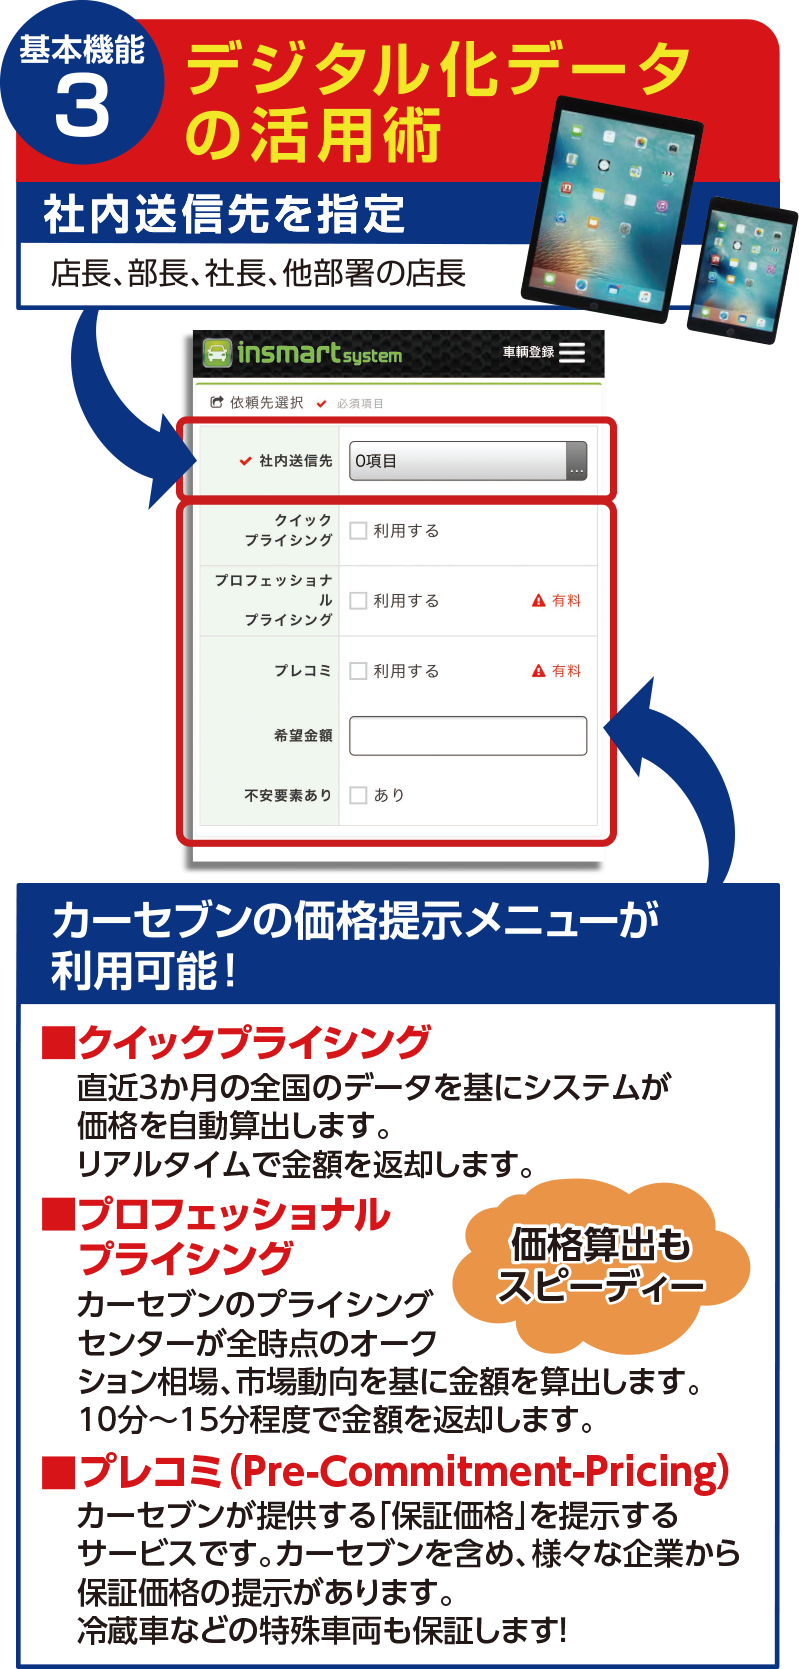 基本機能
3
デジタル化データ
の活用術
社内送信先を指定
店長、部長、社長、他部署の店長
insmart system
車輌登録
依頼先選択 必須項目
社内送信先
0項目
...
クイック
プライシング
利用する
プロフェッショナ
ル
プライシング
利用する
有料
プレコミ
利用する
有料
希望金額
不安要素あり
あり
カーセブンの価格提示メニューが
利用可能!
■クイックプライシング
直近3か月の全国のデータを基にシステムが
価格を自動算出します。
リアルタイムで金額を返却します。
■プロフェッショナル
プライシング
価格算出も
スピーディー
カーセブンのプライシング
センターが全時点のオーク
ション相場、市場動向を基に金額を算出します。
10分～15分程度で金額を返却します。
■プレコミ(Pre-Commitment-Pricing)
カーセブンが提供する「保証価格」を提示する
サービスです。カーセブンを含め、様々な企業から
保証価格の提示があります。
冷蔵車などの特殊車両も保証します!